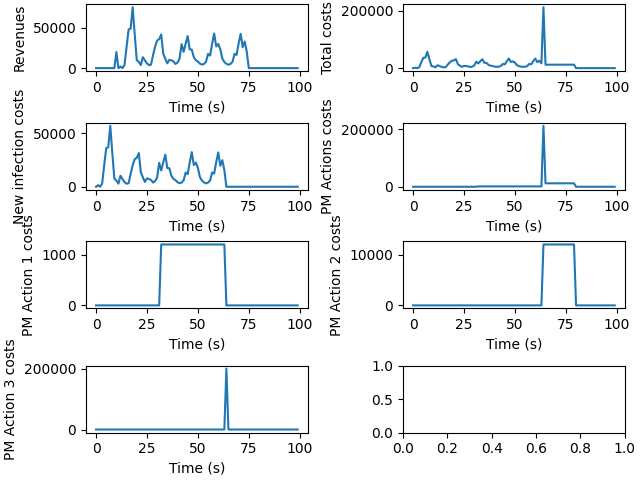 Revenues
50000
0
0 25 50 75 100
Time (s)
Total costs
200000
0
0 25 50 75 100
Time (s)
New infection costs
50000
0
0 25 50 75 100
Time (s)
PM Actions costs
200000
0
0 25 50 75 100
Time (s)
PM Action 1 costs
1000
0
0 25 50 75 100
Time (s)
PM Action 2 costs
10000
0
0 25 50 75 100
Time (s)
PM Action 3 costs
200000
0
0 25 50 75 100
Time (s)
1.0
0.5
0.0
0.0 0.2 0.4 0.6 0.8 1.0